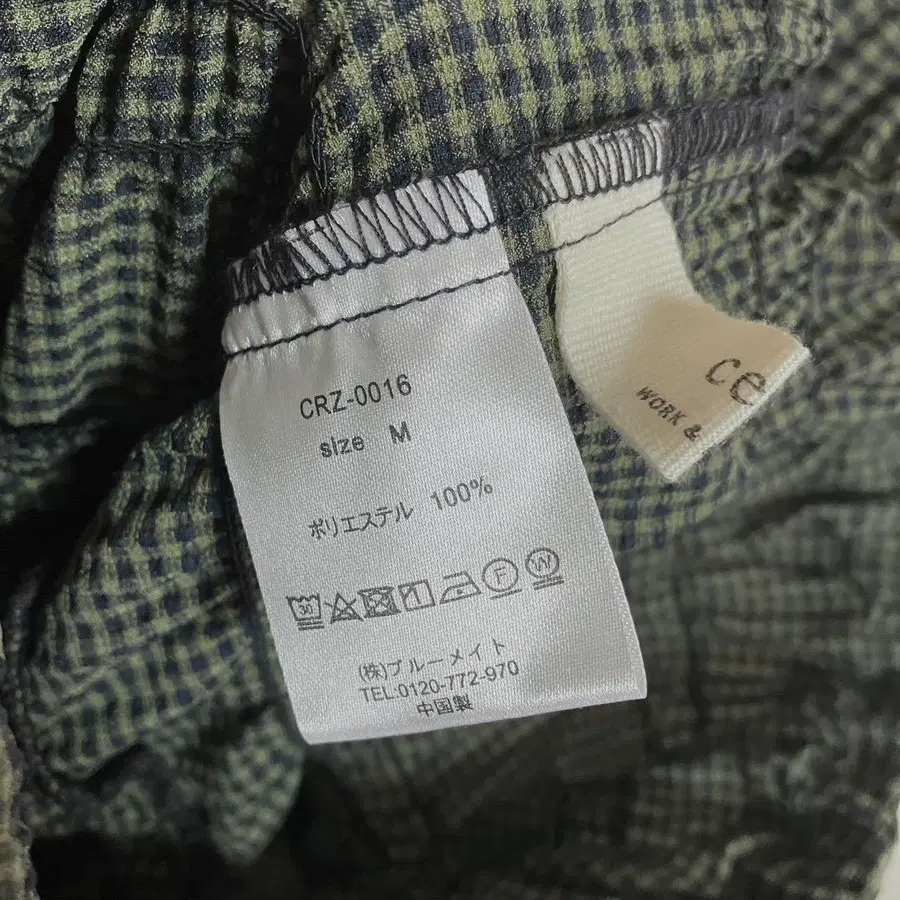 CRZ-0016
size M
ポリエステル 100%
30
F
W
(株)ブルーメイト
TEL:0120-772-970
中国製
ce
WORK &